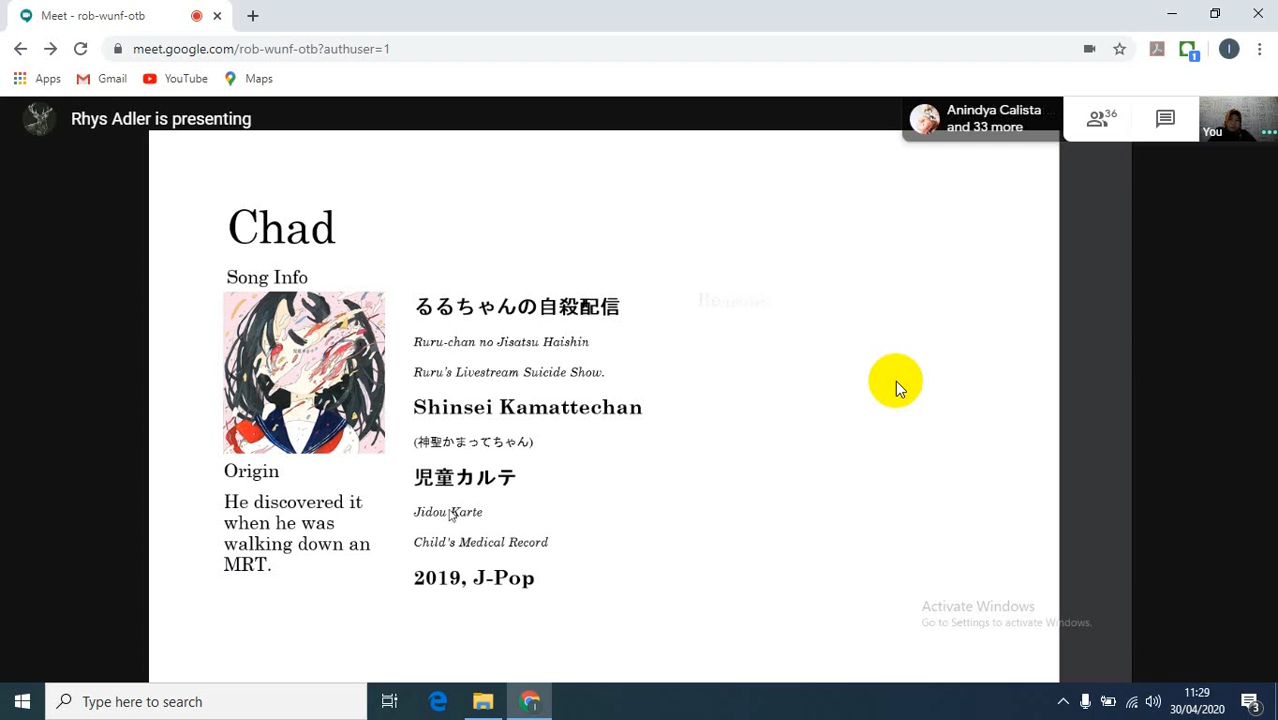 Meet - rob-wunf-otb
meet.google.com/rob-wunf-otb?authuser=1
Apps
Gmail
YouTube
Maps
1
I
Rhys Adler is presenting
Anindya Calista
and 33 more
36
You
Chad
Song Info
るるちゃんの自殺配信
Ruru-chan no Jisatsu Haishin
Ruru's Livestream Suicide Show.
Shinsei Kamattechan
(神聖かまってちゃん)
児童カルテ
Jidou Karte
Child's Medical Record
2019, J-Pop
Origin
He discovered it
when he was
walking down an
MRT.
Activate Windows
Go to Settings to activate Windows.
Type here to search
11:29
30/04/2020
3